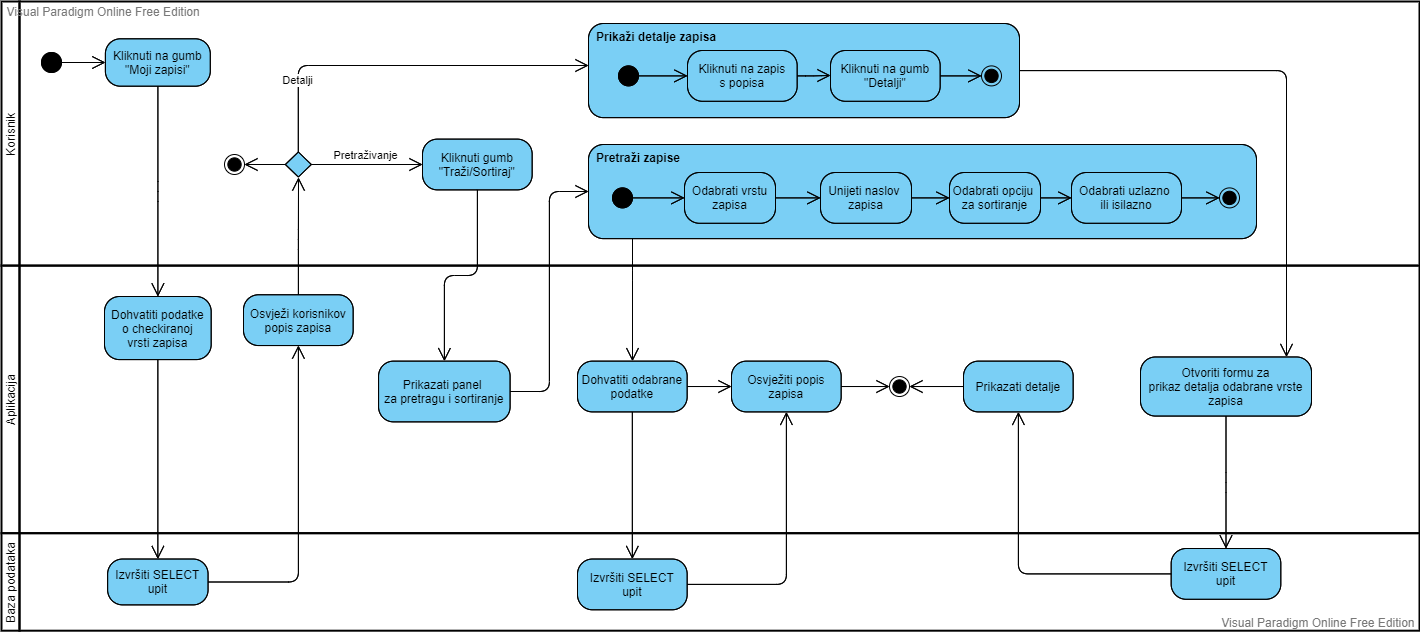 Visual Paradigm Online Free Edition
Korisnik
Kliknuti na gumb
"Moji zapisi"
Detalji
Pretraživanje
Kliknuti gumb
"Traži/Sortiraj"
Prikaži detalje zapisa
Kliknuti na zapis
s popisa
Kliknuti na gumb
"Detalji"
Pretraži zapise
Odabrati vrstu
zapisa
Unijeti naslov
zapisa
Odabrati opciju
za sortiranje
Odabrati uzlazno
ili isilazno
Aplikacija
Dohvatiti podatke
o checkiranoj
vrsti zapisa
Osvježi korisnikov
popis zapisa
Prikazati panel
za pretragu i sortiranje
Dohvatiti odabrane
podatke
Osvježiti popis
zapisa
Prikazati detalje
Otvoriti formu za
prikaz detalja odabrane vrste
zapisa
Baza podataka
Izvršiti SELECT
upit
Izvršiti SELECT
upit
Izvršiti SELECT
upit
Visual Paradigm Online Free Edition